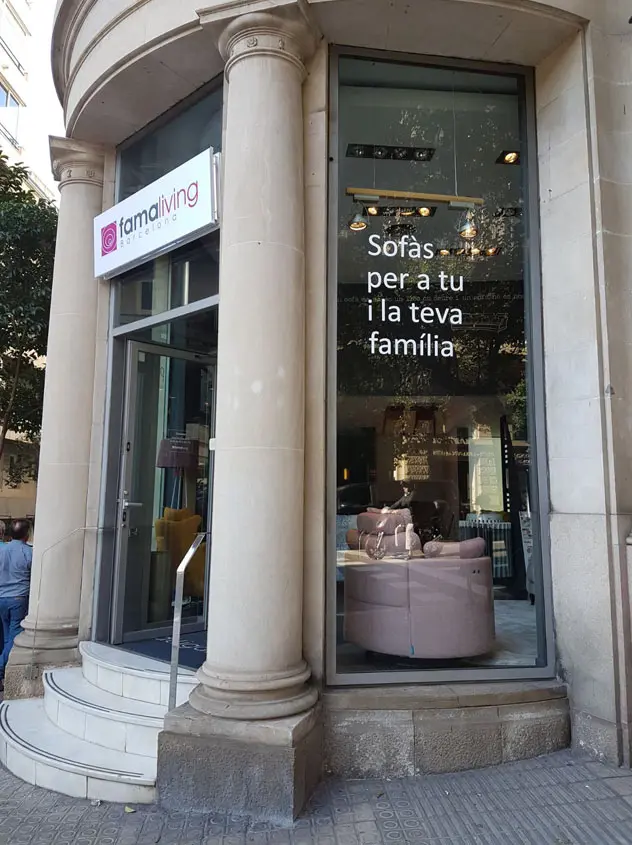 famaliving
Barcelona
Sofàs
per a tu
i la teva
família